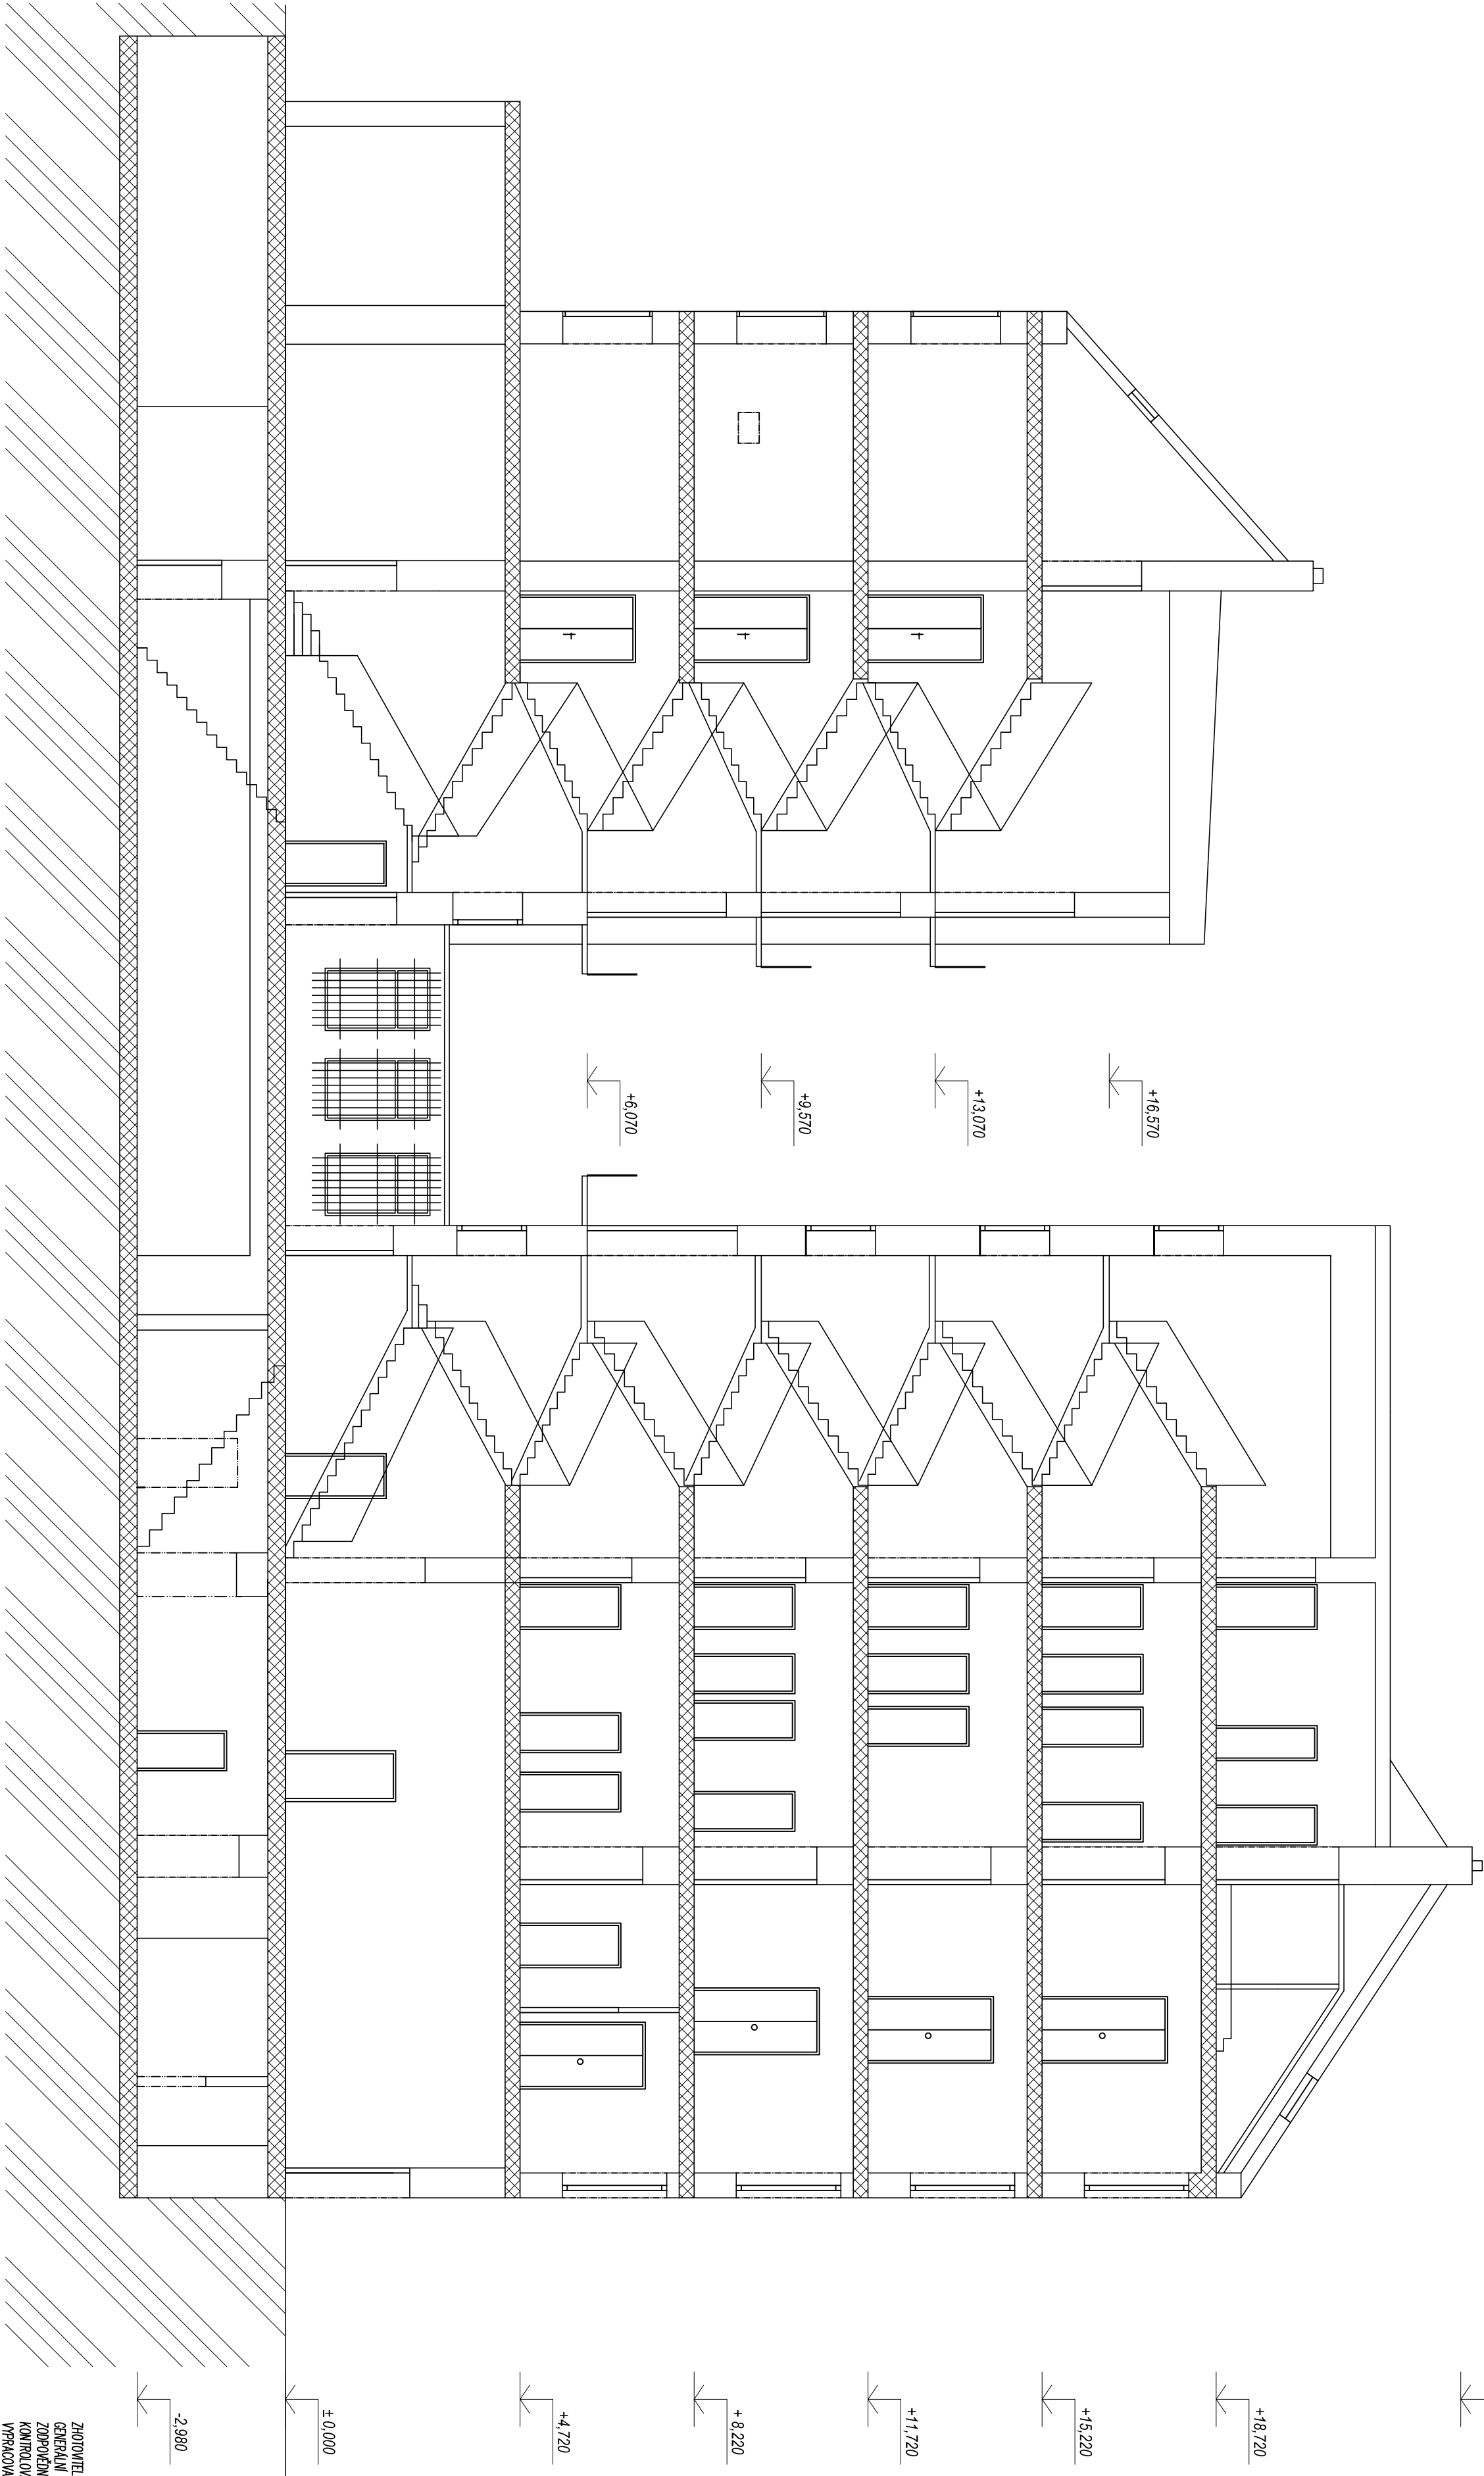 +16,570
+13,070
+9,570
+6,070
+18,720
+15,220
+11,720
+ 8,220
+4,720
± 0,000
-2,980
ZHOTOVITEL
GENERÁLNÍ
ZODPOVĚDN
KONTROLOV
VYPRACOVA